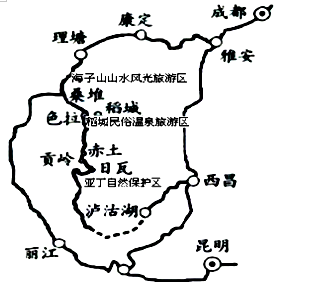 成都
康定
理塘
雅安
海子山山水风光旅游区
桑堆
稻城
色拉
稻城民俗温泉旅游区
赤土
贡岭
日瓦
亚丁自然保护区
西昌
泸沽湖
丽江
昆明